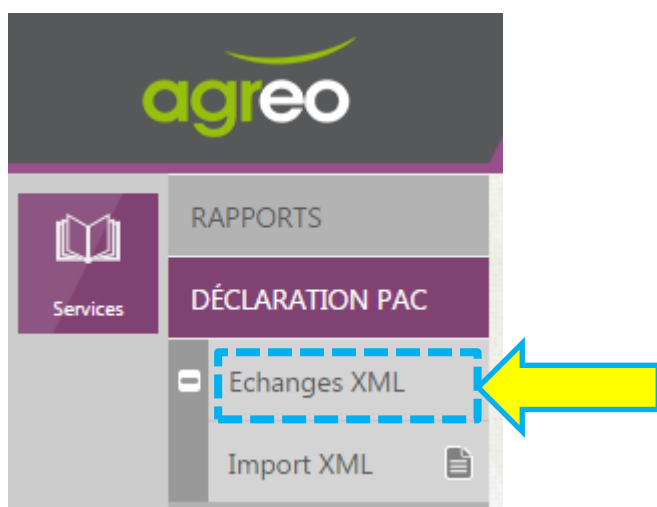 agreo
RAPPORTS
Services
DÉCLARATION PAC
Echanges XML
Import XML